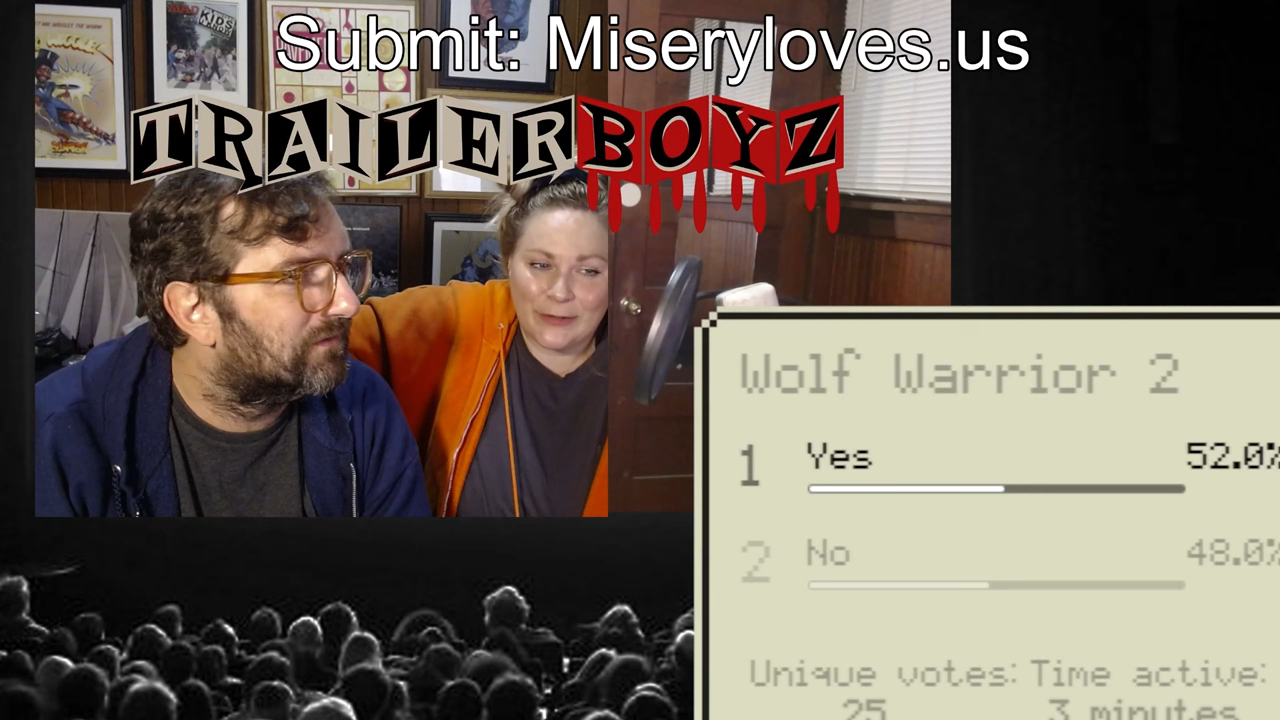 Submit: Miseryloves.us
TRAILERBOYZ
Wolf Warrior 2
1 Yes 52.0%
2 No 48.0%
Unique votes: Time active:
25 3 minutes